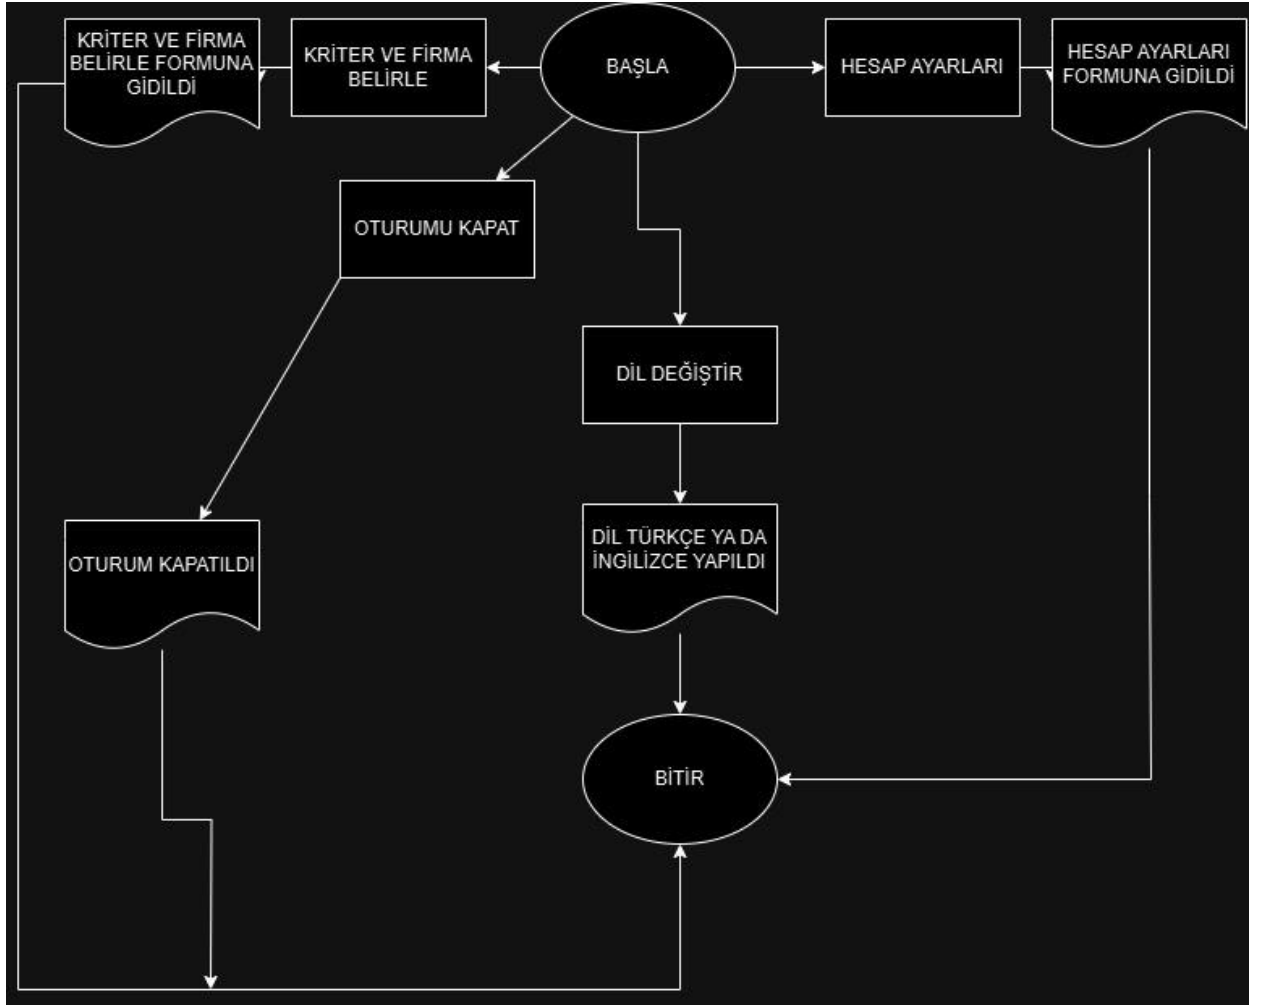 KRİTER VE FİRMA
BELİRLE FORMUNA
GİDİLDİ
KRİTER VE FİRMA
BELİRLE
BAŞLA
HESAP AYARLARI
HESAP AYARLARI
FORMUNA GİDİLDİ
OTURUMU KAPAT
DİL DEĞİŞTİR
OTURUM KAPATILDI
DİL TÜRKÇE YA DA
İNGİLİZCE YAPILDI
BİTİR